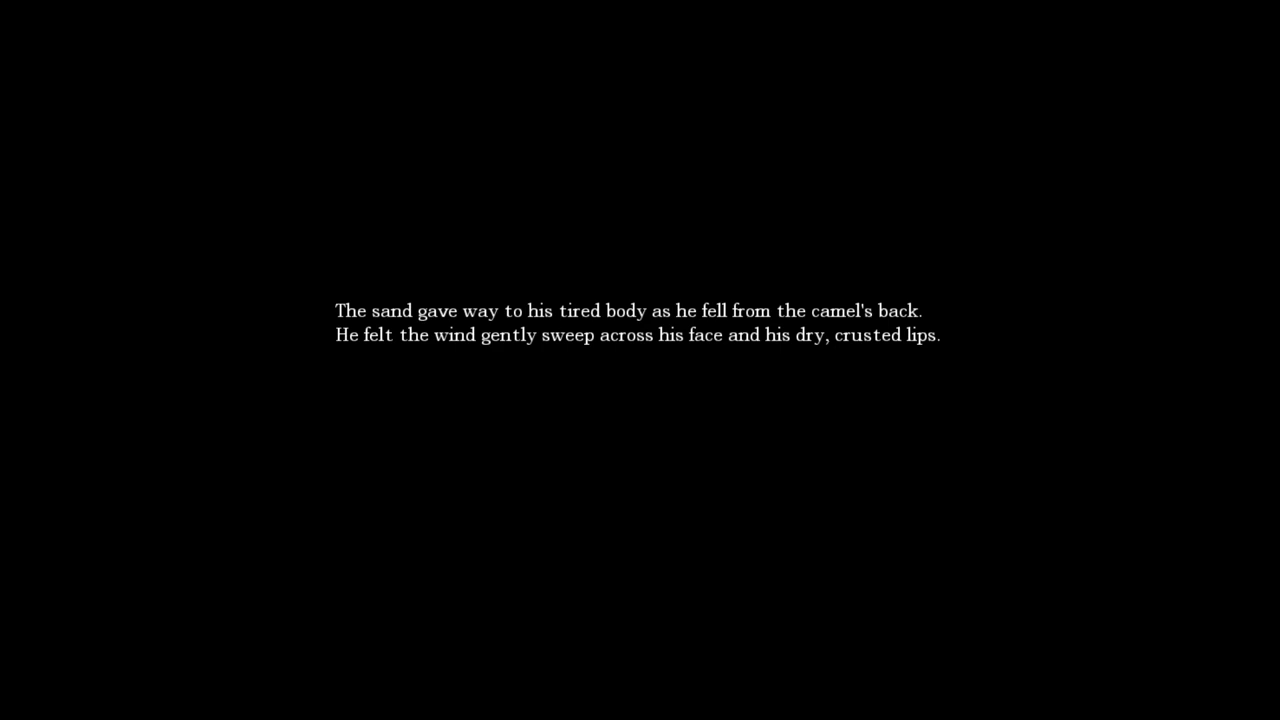 The sand gave way to his tired body as he fell from the camel's back.
He felt the wind gently sweep across his face and his dry, crusted lips.